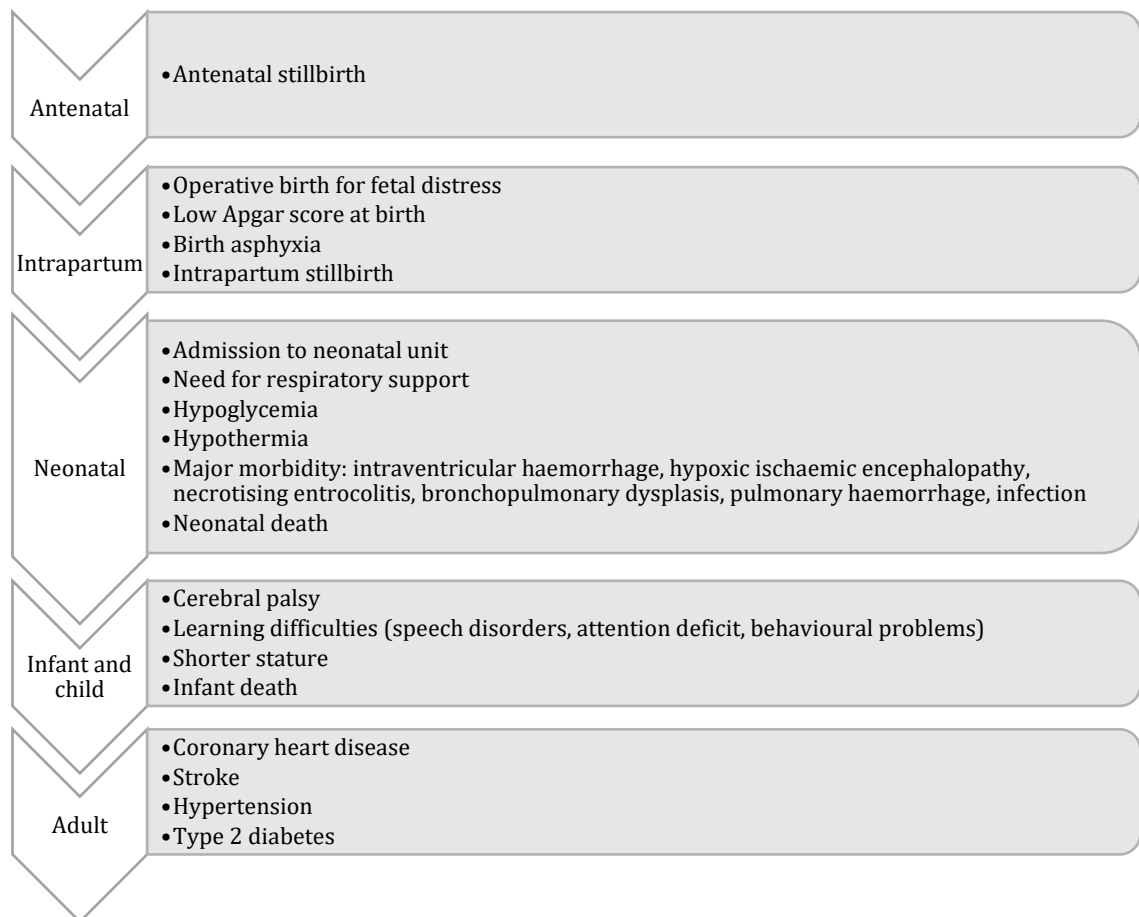 Antenatal
•Antenatal stillbirth
Intrapartum
•Operative birth for fetal distress
•Low Apgar score at birth
•Birth asphyxia
•Intrapartum stillbirth
Neonatal
•Admission to neonatal unit
•Need for respiratory support
•Hypoglycemia
•Hypothermia
•Major morbidity: intraventricular haemorrhage, hypoxic ischaemic encephalopathy,
necrotising entrocolitis, bronchopulmonary dysplasis, pulmonary haemorrhage, infection
•Neonatal death
Infant and
child
•Cerebral palsy
•Learning difficulties (speech disorders, attention deficit, behavioural problems)
•Shorter stature
•Infant death
Adult
•Coronary heart disease
•Stroke
•Hypertension
•Type 2 diabetes